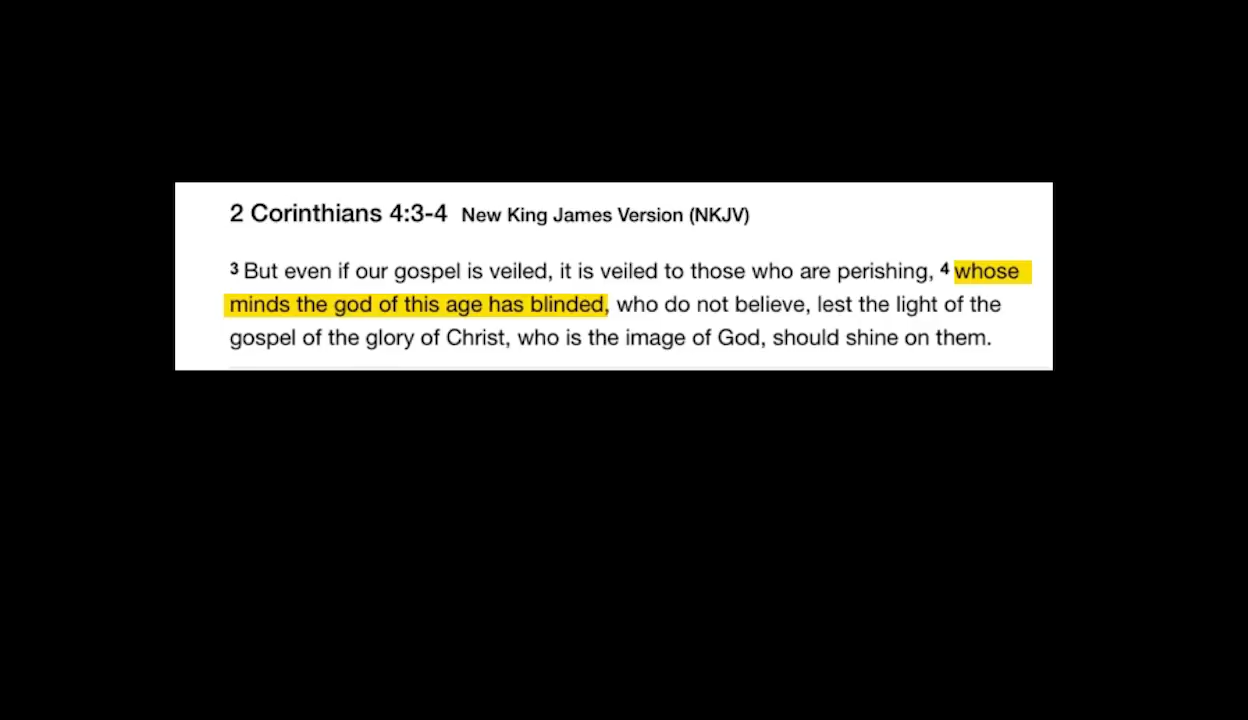 2 Corinthians 4:3-4 New King James Version (NKJV)
3 But even if our gospel is veiled, it is veiled to those who are perishing, 4 whose
minds the god of this age has blinded, who do not believe, lest the light of the
gospel of the glory of Christ, who is the image of God, should shine on them.